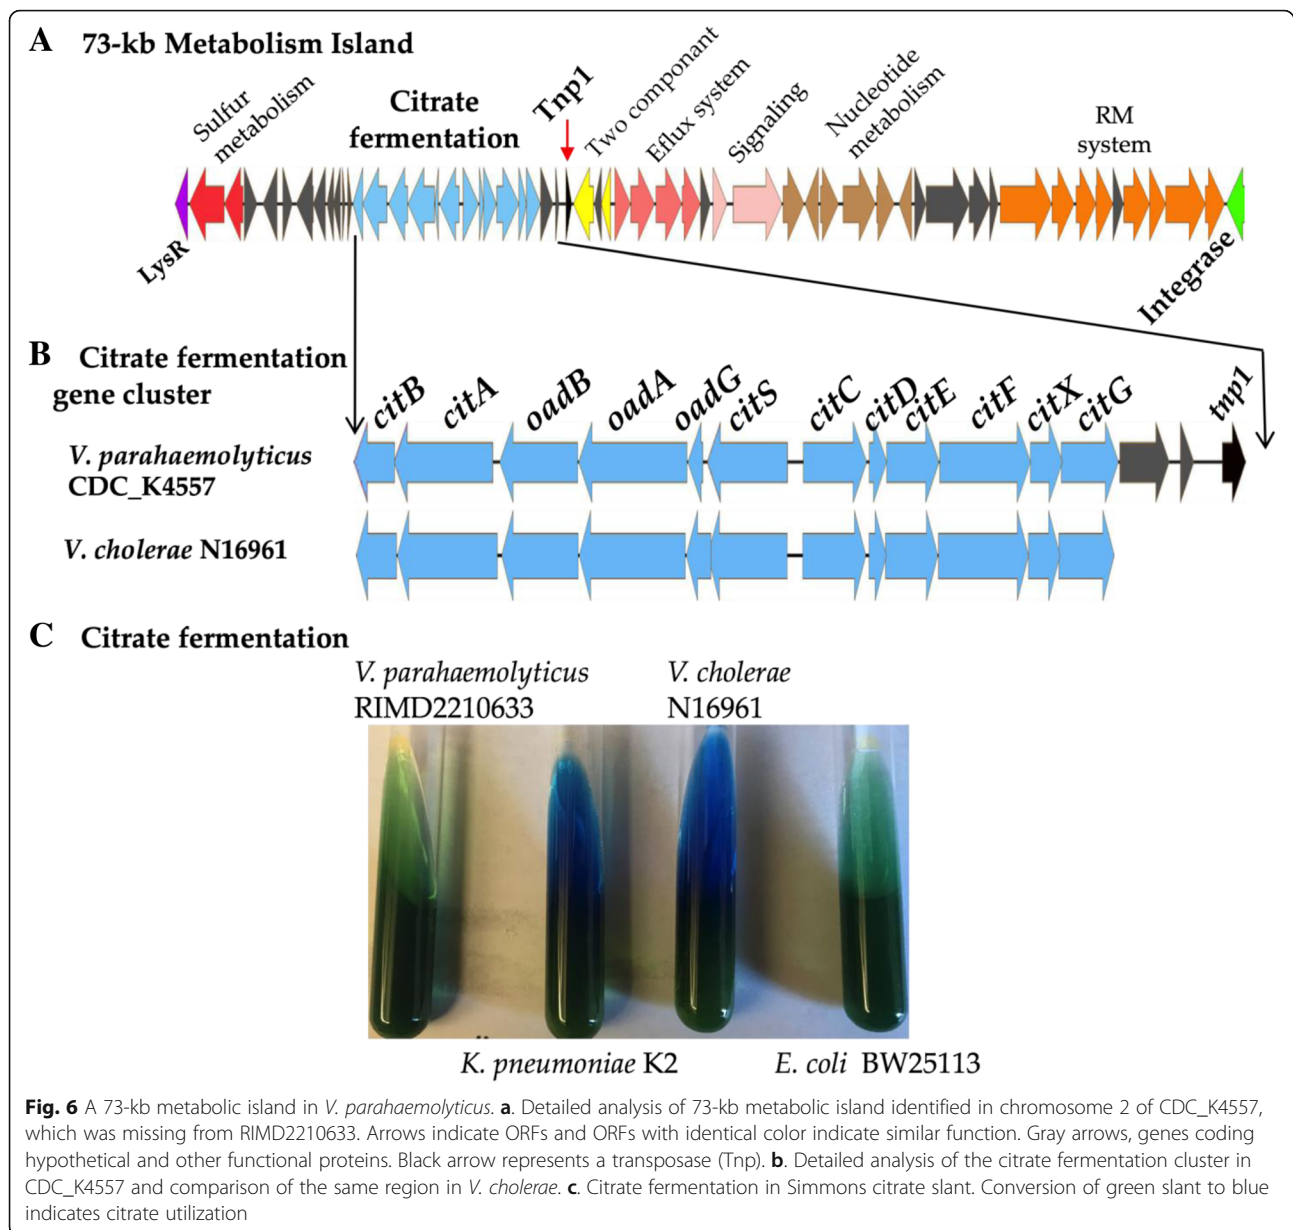 A 73-kb Metabolism Island
Sulfur
metabolism
Citrate
fermentation
Tnp1
Two componant
Eflux system
Signaling
Nucleotide
metabolism
RM
system
LysR
Integrase
B Citrate fermentation
gene cluster
citB citA oadB oadA oadG citS citC citD citE citF citX citG tnp1
V. parahaemolyticus
CDC_K4557
V. cholerae N16961
C Citrate fermentation
V. parahaemolyticus V. cholerae
RIMD2210633 N16961
K. pneumoniae K2 E. coli BW25113
Fig. 6 A 73-kb metabolic island in V. parahaemolyticus. a. Detailed analysis of 73-kb metabolic island identified in chromosome 2 of CDC_K4557,
which was missing from RIMD2210633. Arrows indicate ORFs and ORFs with identical color indicate similar function. Gray arrows, genes coding
hypothetical and other functional proteins. Black arrow represents a transposase (Tnp). b. Detailed analysis of the citrate fermentation cluster in
CDC_K4557 and comparison of the same region in V. cholerae. c. Citrate fermentation in Simmons citrate slant. Conversion of green slant to blue
indicates citrate utilization